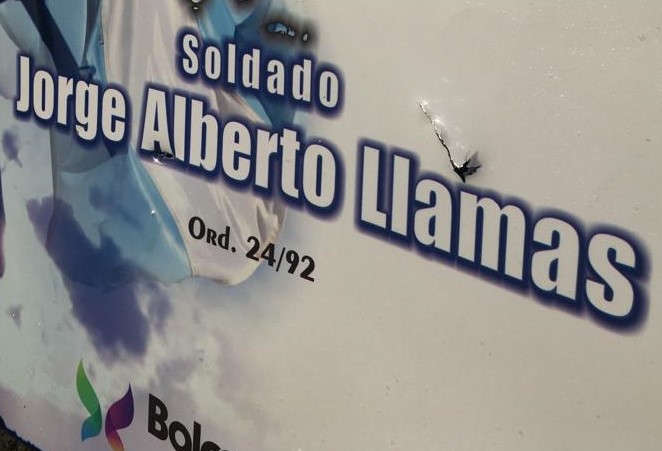 Soldado
Jorge Alberto Llamas
Ord. 24/92